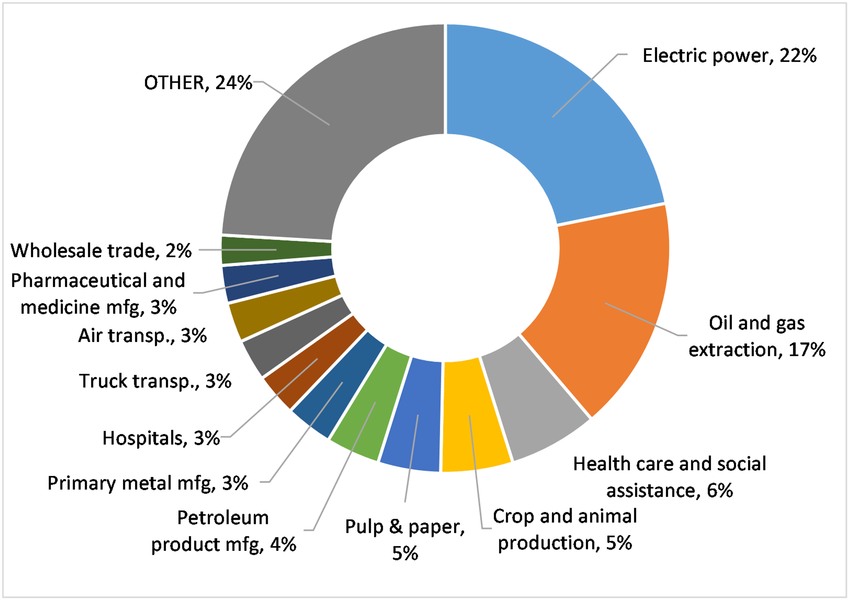 Electric power, 22%
Oil and gas
extraction, 17%
Health care and social
assistance, 6%
Crop and animal
production, 5%
Pulp & paper,
5%
Petroleum
product mfg, 4%
Primary metal mfg, 3%
Hospitals, 3%
Truck transp., 3%
Air transp., 3%
Pharmaceutical and
medicine mfg, 3%
Wholesale trade, 2%
OTHER, 24%